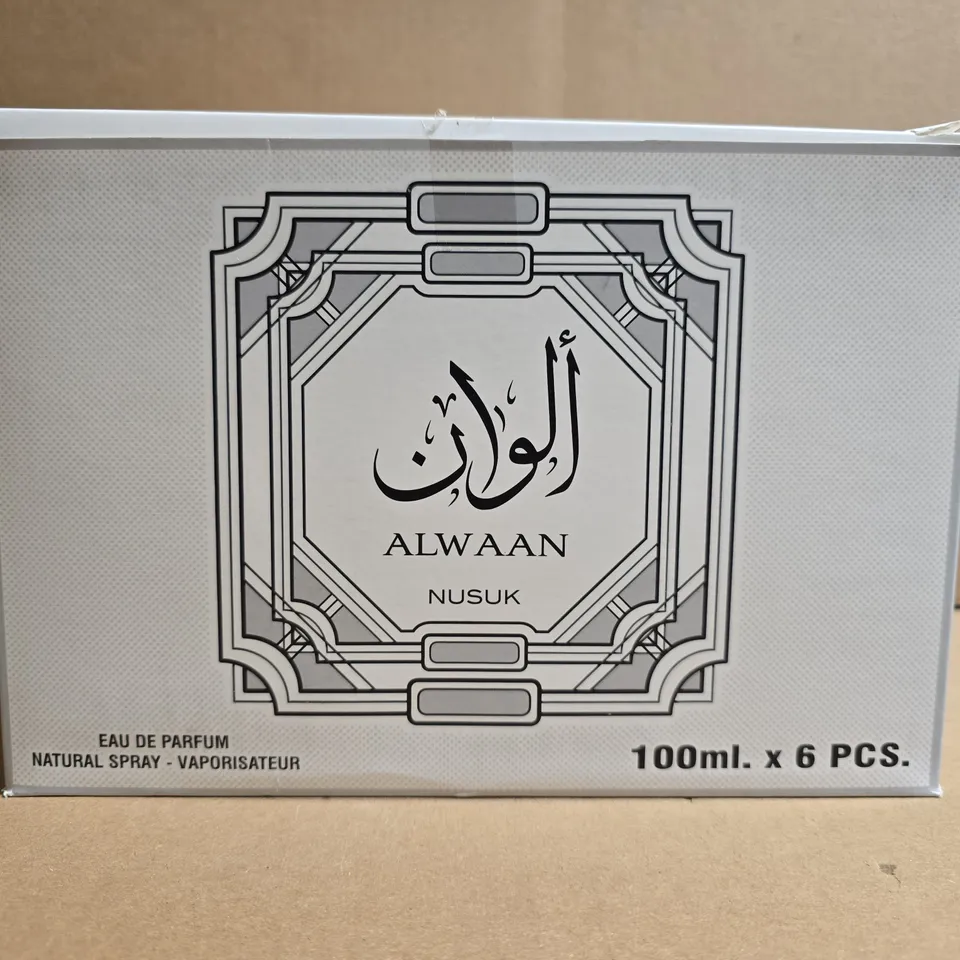 ألوان
ALWAAN
NUSUK
EAU DE PARFUM
NATURAL SPRAY - VAPORISATEUR
100ml. x 6 PCS.